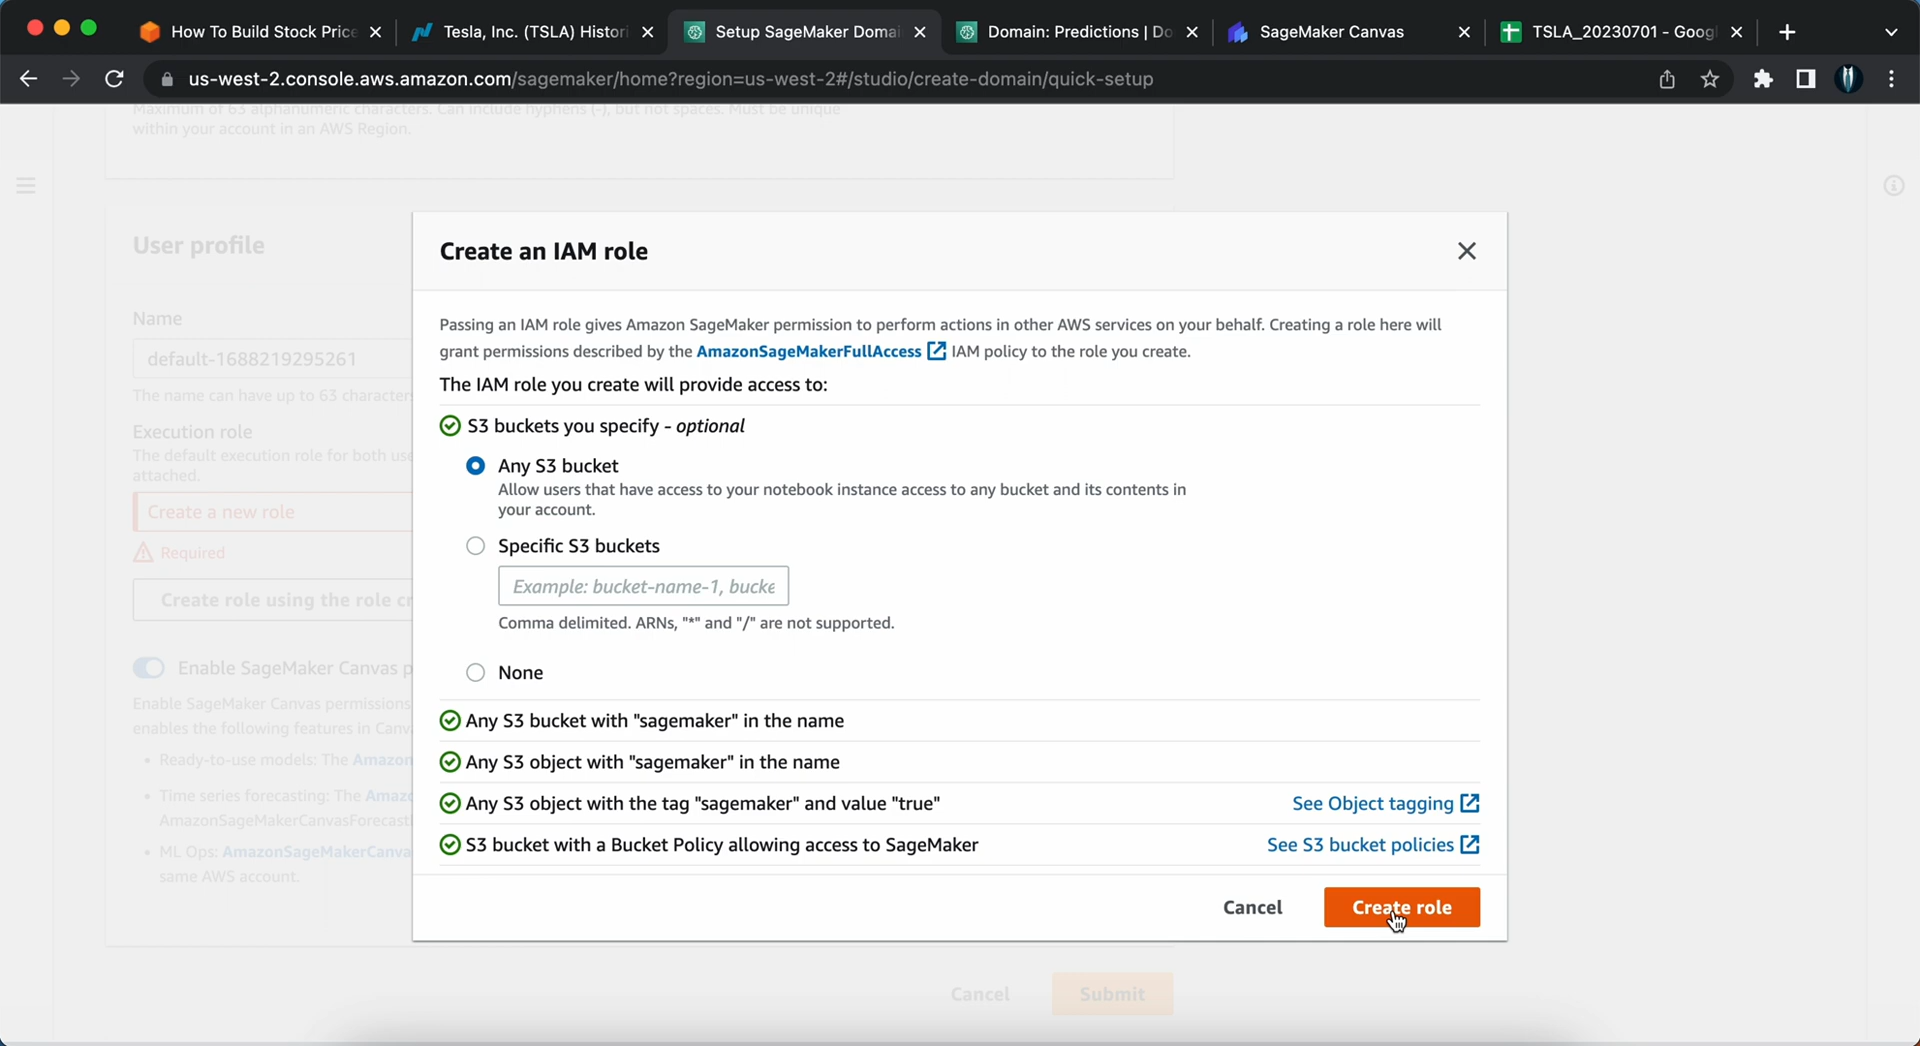 How To Build Stock Price
Tesla, Inc. (TSLA) Histori
Setup SageMaker Domai
Domain: Predictions | Do
SageMaker Canvas
TSLA_20230701 - Goog
us-west-2.console.aws.amazon.com/sagemaker/home?region=us-west-2#/studio/create-domain/quick-setup
Maximum of 63 alphanumeric characters. Can include hyphens (-), but not spaces. Must be unique
within your account in an AWS Region.
User profile
Name
default-1688219295261
The name can have up to 63 characters
Execution role
The default execution role for both use
attached.
Create a new role
Required
Create role using the role cr
Enable SageMaker Canvas p
Enable SageMaker Canvas permissions
enables the following features in Canv
• Ready-to-use models: The Amazon
• Time series forecasting: The Amazo
AmazonSageMakerCanvasForecast
• ML Ops: AmazonSageMakerCanva
same AWS account.
Create an IAM role
Passing an IAM role gives Amazon SageMaker permission to perform actions in other AWS services on your behalf. Creating a role here will
grant permissions described by the AmazonSageMakerFullAccess IAM policy to the role you create.
The IAM role you create will provide access to:
S3 buckets you specify - optional
Any S3 bucket
Allow users that have access to your notebook instance access to any bucket and its contents in
your account.
Specific S3 buckets
Example: bucket-name-1, bucke
Comma delimited. ARNs, "*" and "/" are not supported.
None
Any S3 bucket with "sagemaker" in the name
Any S3 object with "sagemaker" in the name
Any S3 object with the tag "sagemaker" and value "true"
See Object tagging
S3 bucket with a Bucket Policy allowing access to SageMaker
See S3 bucket policies
Cancel
Create role
Cancel
Submit